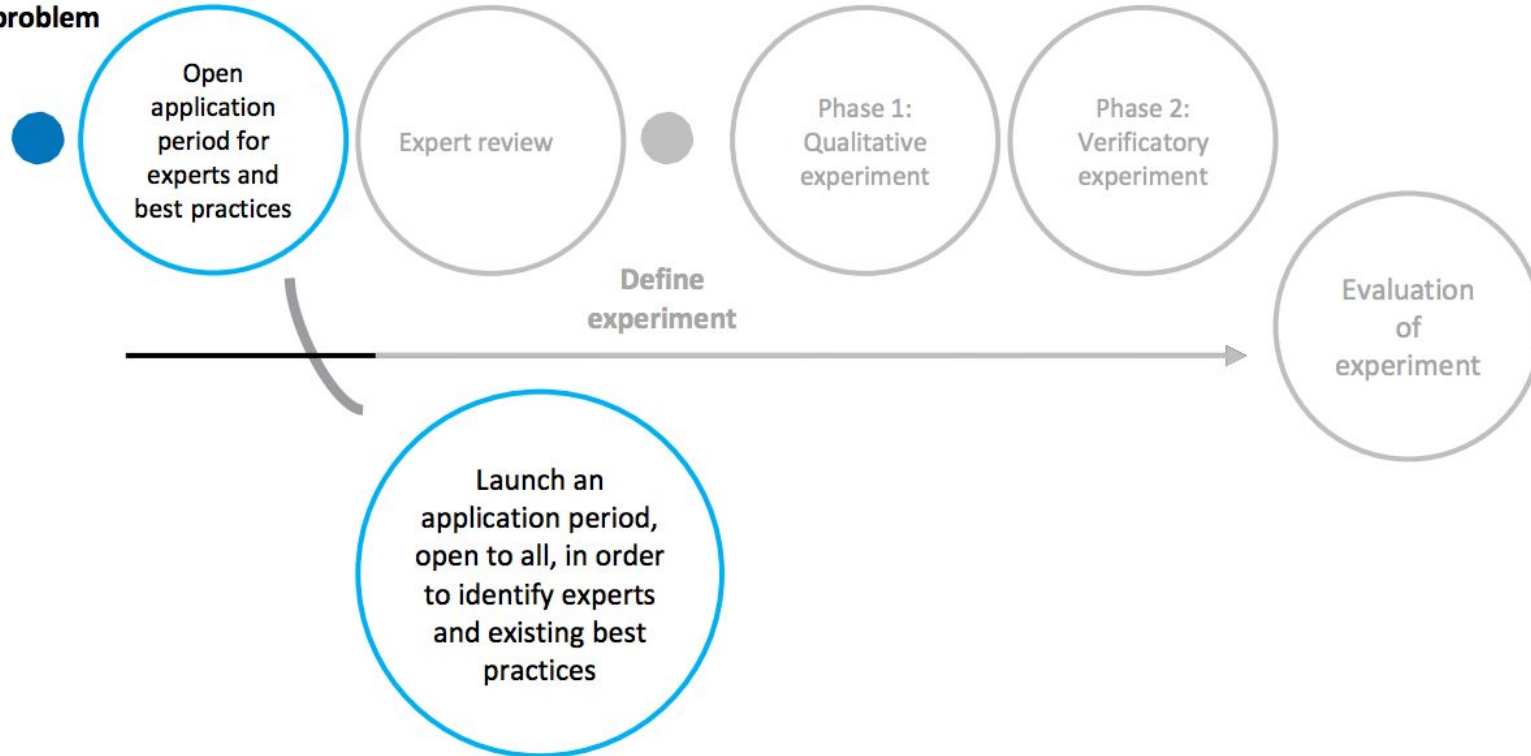 problem
Open
application
period for
experts and
best practices
Expert review
Phase 1:
Qualitative
experiment
Phase 2:
Verificatory
experiment
Define
experiment
Evaluation
of
experiment
Launch an
application period,
open to all, in order
to identify experts
and existing best
practices